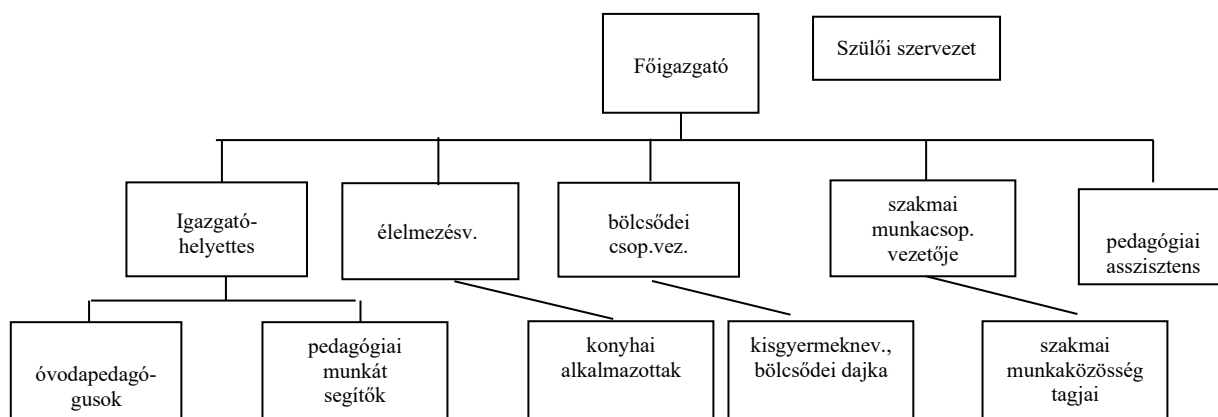 Főigazgató
Szülői szervezet
Igazgató-
helyettes
élelmezésv.
bölcsődei
csop.vez.
szakmai
munkacsop.
vezetője
pedagógiai
asszisztens
óvodapedagó-
gusok
pedagógiai
munkát
segítők
konyhai
alkalmazottak
kisgyermeknev.,
bölcsődei dajka
szakmai
munkaközösség
tagjai